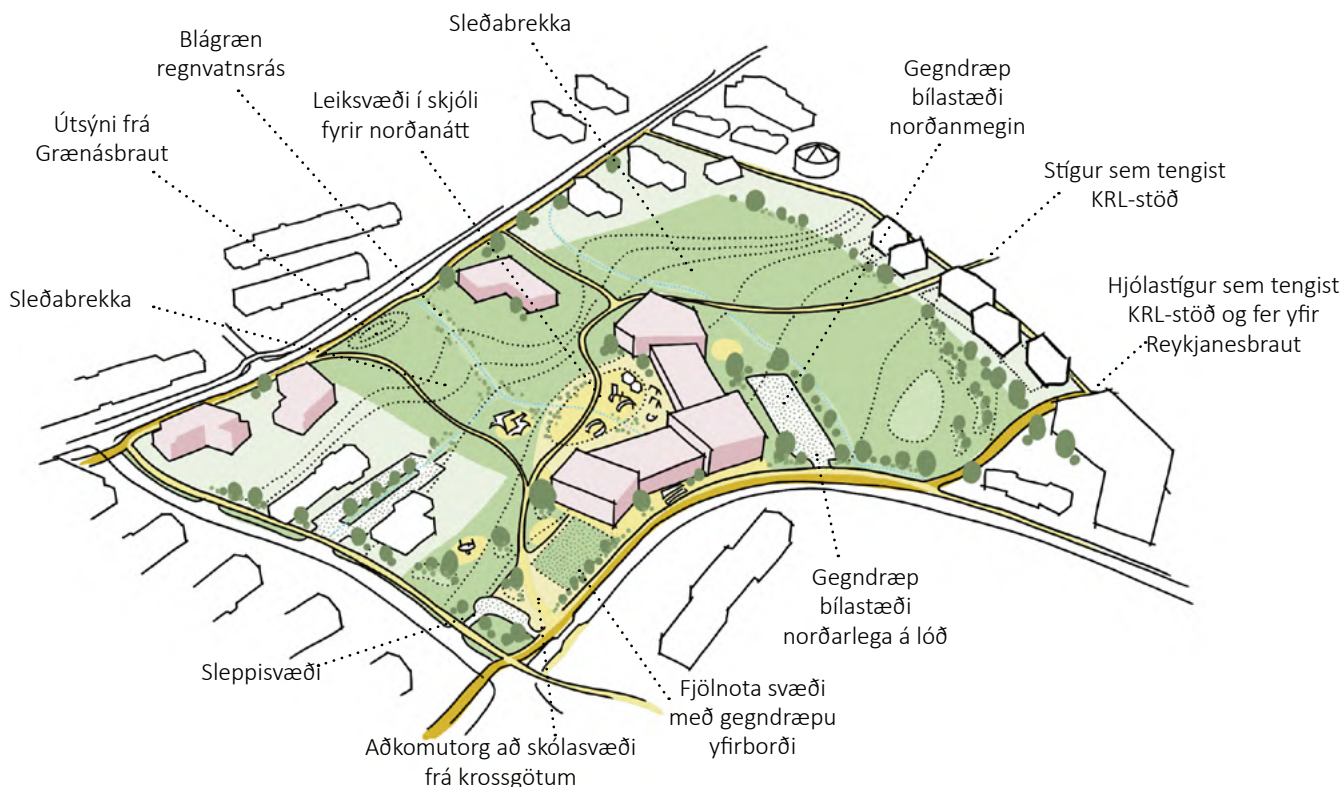 Sleðabrekka
Blágræn
regnvatnsrás
Gegndræp
bílastæði
norðanmegin
Leiksvæði í skjóli
fyrir norðanátt
Útsýni frá
Grænásbraut
Stígur sem tengist
KRL-stöð
Sleðabrekka
Hjólastígur sem tengist
KRL-stöð og fer yfir
Reykjanesbraut
Gegndræp
bílastæði
norðarlega á lóð
Sleppisvæði
Fjölnota svæði
með gegndræpu
yfirborði
Aðkomutorg að skólasvæði
frá krossgötum